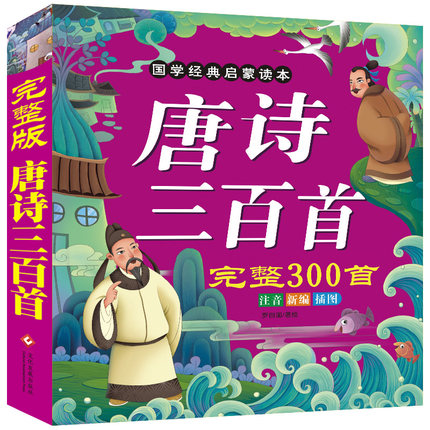 国学经典启蒙读本
唐诗
三百首
完整300首
注音 新编 插图
完整版
唐诗三百首